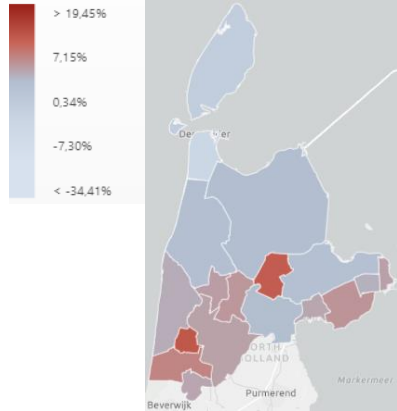 > 19,45%
7,15%
0,34%
-7,30%
< -34,41%
NORTH
HOLLAND
Markermeer
Purmerend
Beverwijk